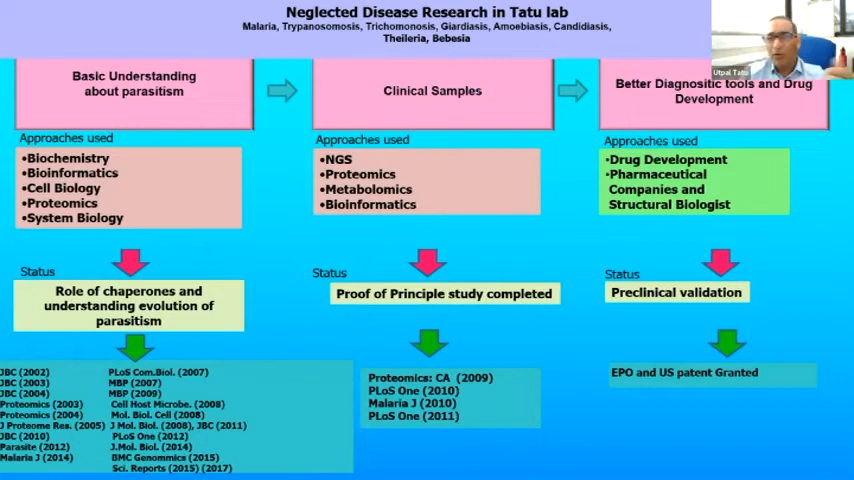 Neglected Disease Research in Tatu lab
Malaria, Trypanosomosis, Trichomonosis, Giardiasis, Amoebiasis, Candidiasis,
Theileria, Bebesia
Utpal Tatu
Basic Understanding
about parasitism
Clinical Samples
Better Diagnositic tools and Drug
Development
Approaches used
•Biochemistry
•Bioinformatics
•Cell Biology
•Proteomics
•System Biology
Approaches used
•NGS
•Proteomics
•Metabolomics
•Bioinformatics
Approaches used
•Drug Development
•Pharmaceutical
Companies and
Structural Biologist
Status
Role of chaperones and
understanding evolution of
parasitism
Status
Proof of Principle study completed
Status
Preclinical validation
JBC (2002) PLoS Com.Biol. (2007)
JBC (2003) MBP (2007)
JBC (2004) MBP (2009)
Proteomics (2003) Cell Host Microbe. (2008)
Proteomics (2004) Mol. Biol. Cell (2008)
J Proteome Res. (2005) J Mol. Biol. (2008), JBC (2011)
JBC (2010) PLoS One (2012)
Parasite (2012) J.Mol. Biol. (2014)
Malaria J (2014) BMC Genommics (2015)
Sci. Reports (2015) (2017)
Proteomics: CA (2009)
PLoS One (2010)
Malaria J (2010)
PLoS One (2011)
EPO and US patent Granted